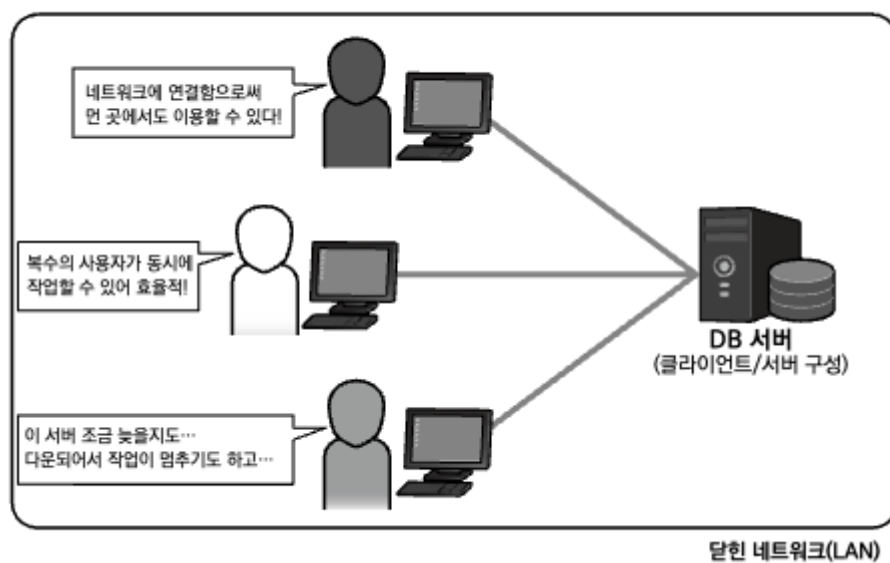 네트워크에 연결함으로써
먼 곳에서도 이용할 수 있다!
복수의 사용자가 동시에
작업할 수 있어 효율적!
DB 서버
(클라이언트/서버 구성)
이 서버 조금 늦을지도…
다운되어서 작업이 멈추기도 하고…
닫힌 네트워크(LAN)